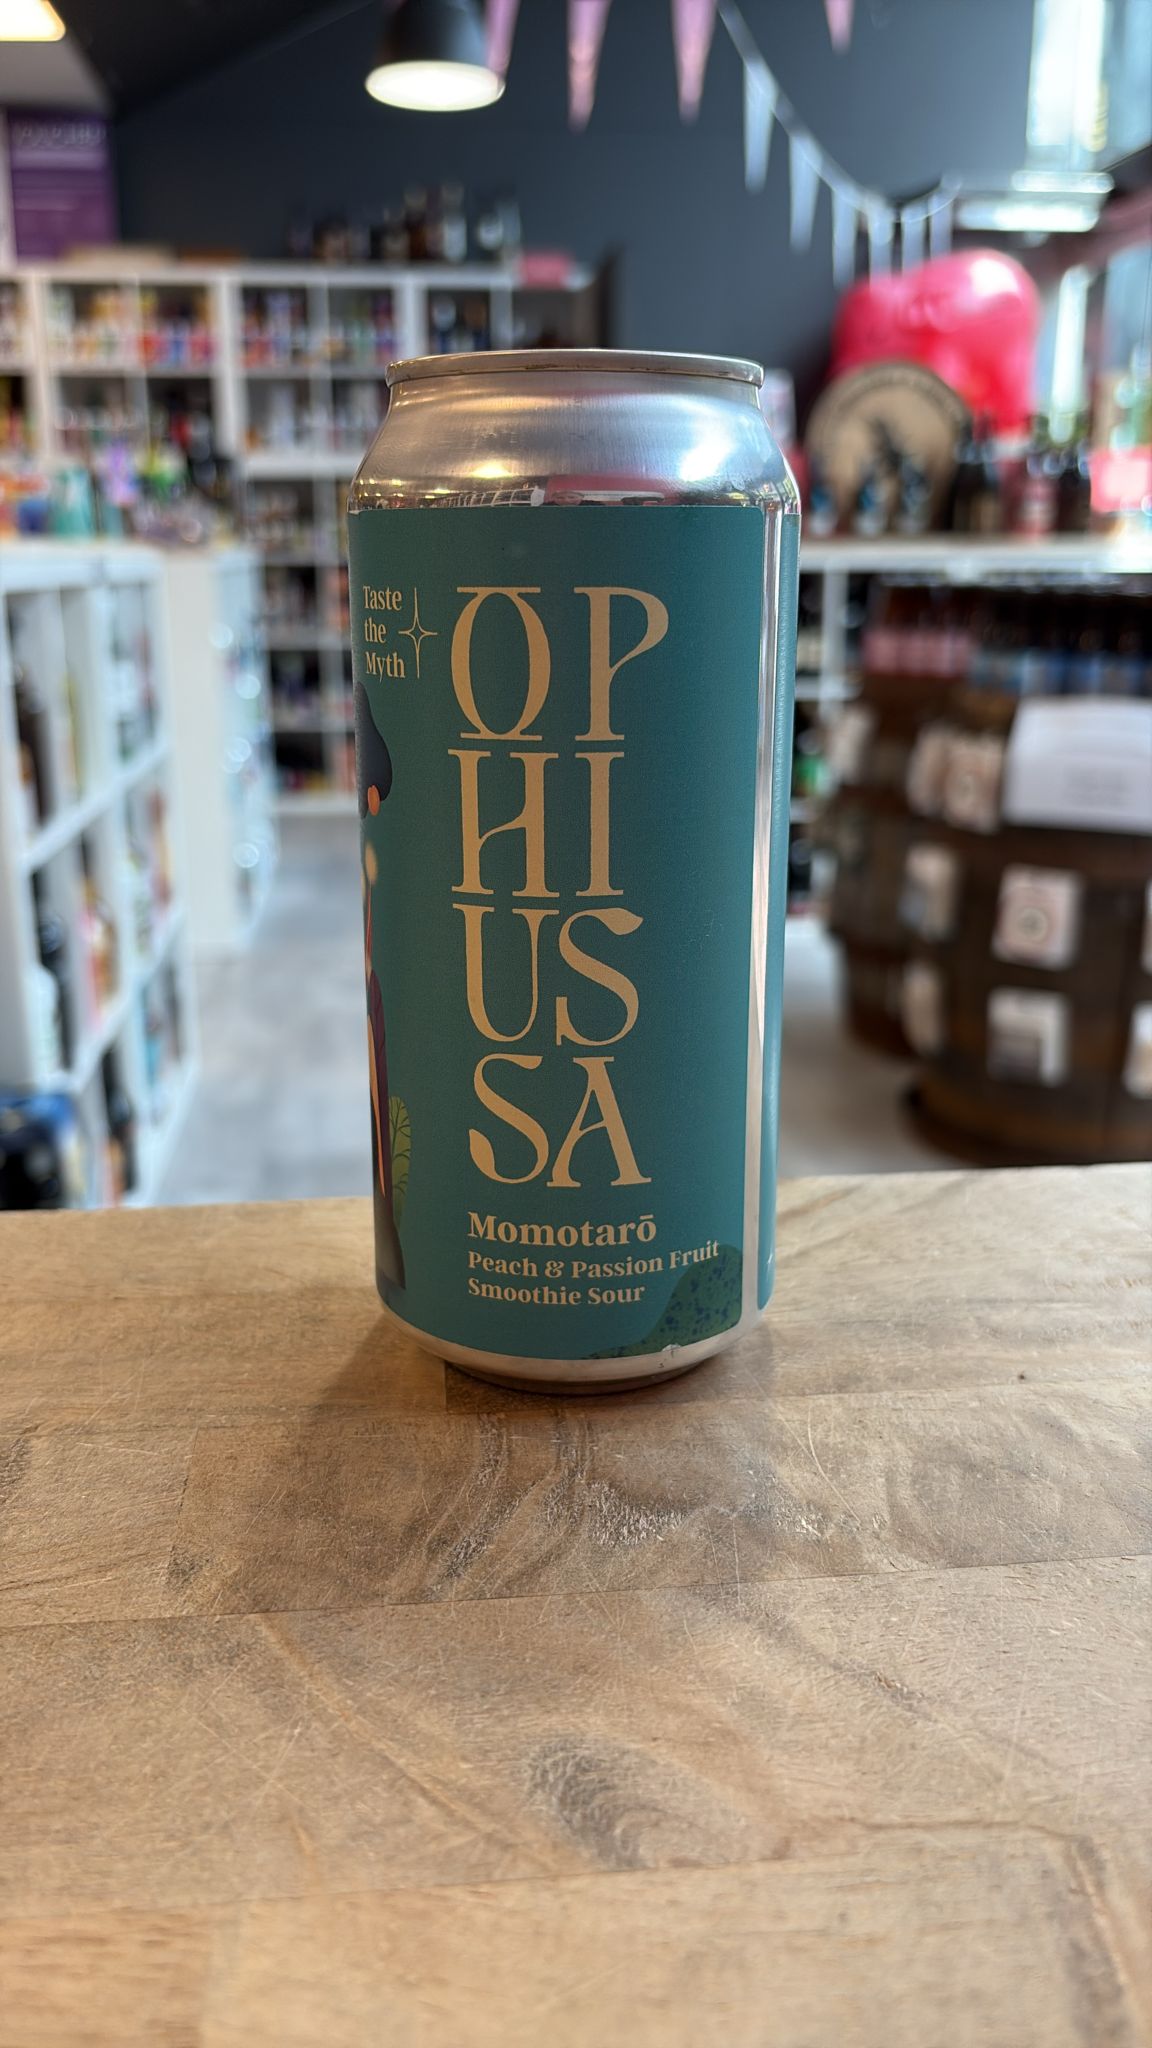 Taste
the
Myth
OP
HI
US
SA
Momotarō
Peach & Passion Fruit
Smoothie Sour